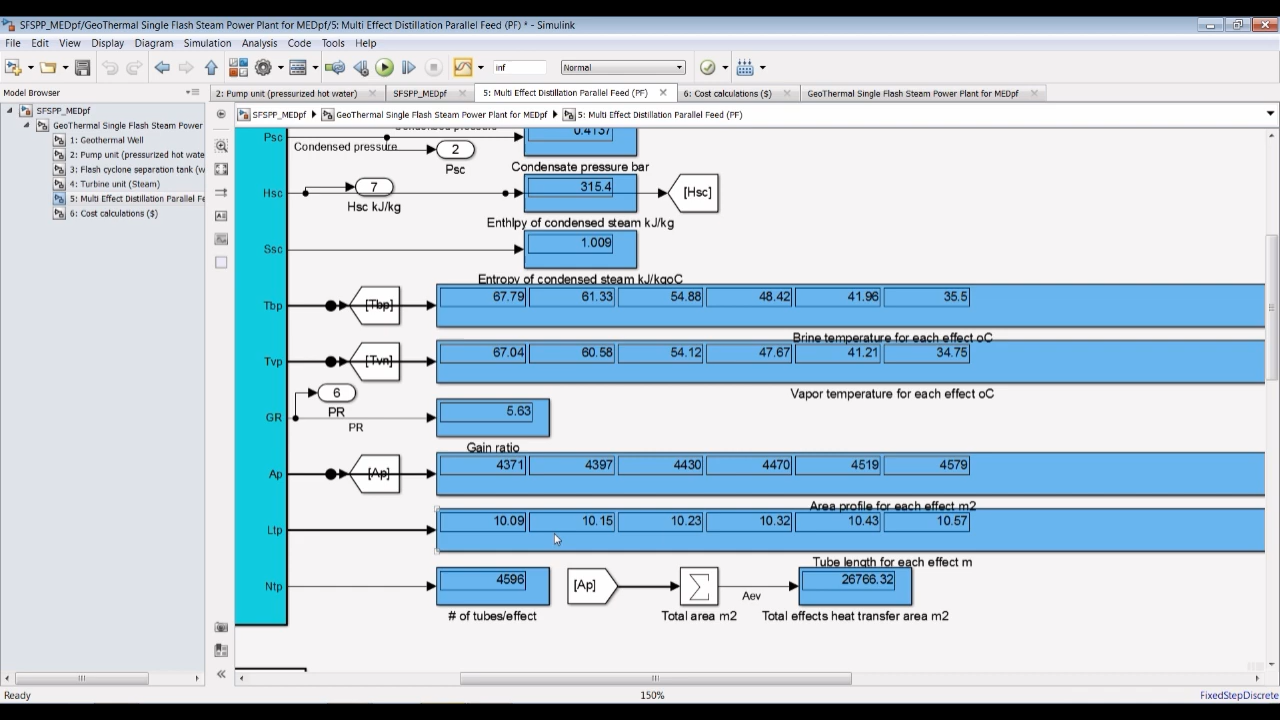 SFSPP_MEDpf/GeoThermal Single Flash Steam Power Plant for MEDpf/5: Multi Effect Distillation Parallel Feed (PF) * - Simulink
File Edit View Display Diagram Simulation Analysis Code Tools Help
inf Normal
Model Browser
2: Pump unit (pressurized hot water) SFSPP_MEDpf 5: Multi Effect Distillation Parallel Feed (PF) 6: Cost calculations ($) GeoThermal Single Flash Steam Power Plant for MEDpf
SFSPP_MEDpf GeoThermal Single Flash Steam Power Plant for MEDpf 5: Multi Effect Distillation Parallel Feed (PF)
SFSPP_MEDpf
GeoThermal Single Flash Steam Power
1: Geothermal Well
2: Pump unit (pressurized hot wate
3: Flash cyclone separation tank (w
4: Turbine unit (Steam)
5: Multi Effect Distillation Parallel Fe
6: Cost calculations ($)
Condensed pressure
Psc 0.4137
Condensed pressure 2
Psc
Condensate pressure bar
Hsc 7 315.4 [Hsc]
Hsc kJ/kg
Enthlpy of condensed steam kJ/kg
Ssc 1.009
Entropy of condensed steam kJ/kgoC
Tbp [Tbp] 67.79 61.33 54.88 48.42 41.96 35.5
Brine temperature for each effect oC
Tvp [Tvn] 67.04 60.58 54.12 47.67 41.21 34.75
Vapor temperature for each effect oC
6
PR
GR PR 5.63
Gain ratio
Ap [Ap] 4371 4397 4430 4470 4519 4579
Area profile for each effect m2
Ltp 10.09 10.15 10.23 10.32 10.43 10.57
Tube length for each effect m
Ntp 4596 [Ap] ∑ Aev 26766.32
# of tubes/effect Total area m2 Total effects heat transfer area m2
Ready 150% FixedStepDiscrete